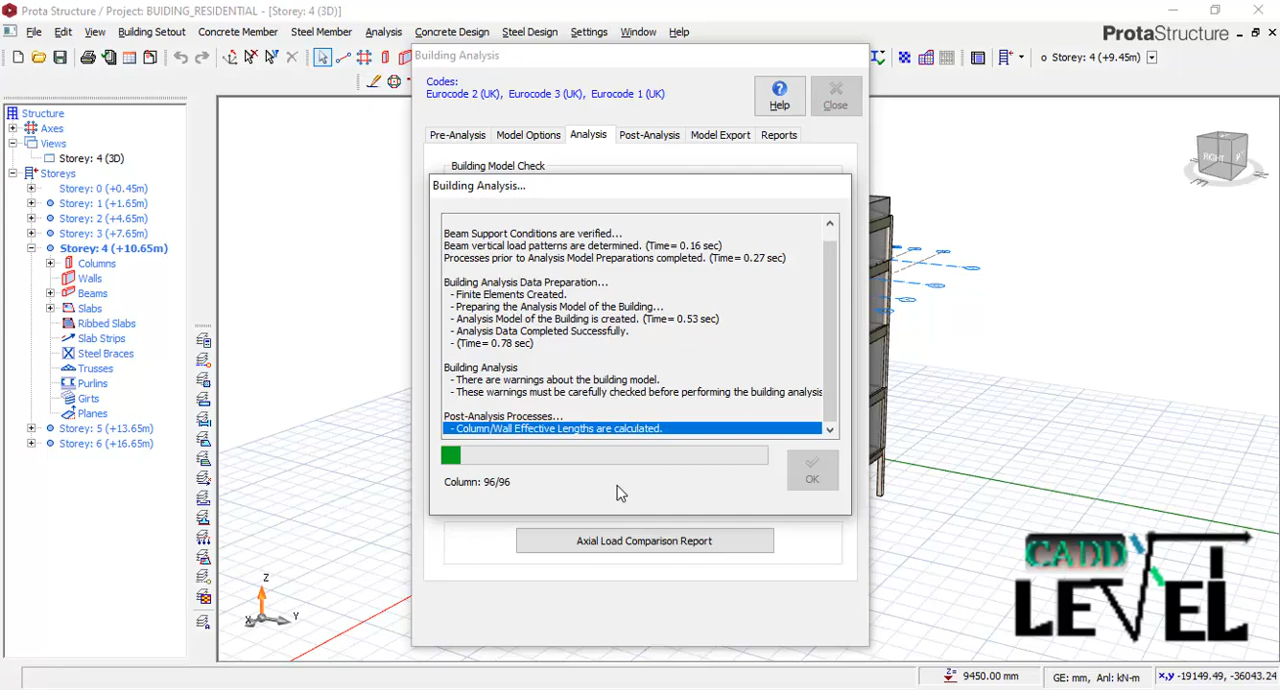 Prota Structure / Project: BUIDING_RESIDENTIAL - [Storey: 4 (3D)]
File Edit View Building Setout Concrete Member Steel Member Analysis Concrete Design Steel Design Settings Window Help
ProtaStructure
Storey: 4 (+9.45m)
Building Analysis
Codes:
Eurocode 2 (UK), Eurocode 3 (UK), Eurocode 1 (UK)
Help
Close
Pre-Analysis Model Options Analysis Post-Analysis Model Export Reports
Building Model Check
Building Analysis...
Beam Support Conditions are verified...
Beam vertical load patterns are determined. (Time= 0.16 sec)
Processes prior to Analysis Model Preparations completed. (Time= 0.27 sec)
Building Analysis Data Preparation...
- Finite Elements Created.
- Preparing the Analysis Model of the Building...
- Analysis Model of the Building is created. (Time= 0.53 sec)
- Analysis Data Completed Successfully.
- (Time= 0.78 sec)
Building Analysis
- There are warnings about the building model.
- These warnings must be carefully checked before performing the building analysis
Post-Analysis Processes...
- Column/Wall Effective Lengths are calculated.
Column: 96/96
OK
Axial Load Comparison Report
Structure
Axes
Views
Storey: 4 (3D)
Storeys
Storey: 0 (+0.45m)
Storey: 1 (+1.65m)
Storey: 2 (+4.65m)
Storey: 3 (+7.65m)
Storey: 4 (+10.65m)
Columns
Walls
Beams
Slabs
Ribbed Slabs
Slab Strips
Steel Braces
Trusses
Purlins
Girts
Planes
Storey: 5 (+13.65m)
Storey: 6 (+16.65m)
RIGHT
Z
X
Y
CADD
LEVEL
Z=
9450.00 mm
GE: mm, Anl: kN-m
x,y -19149.49, -36043.24